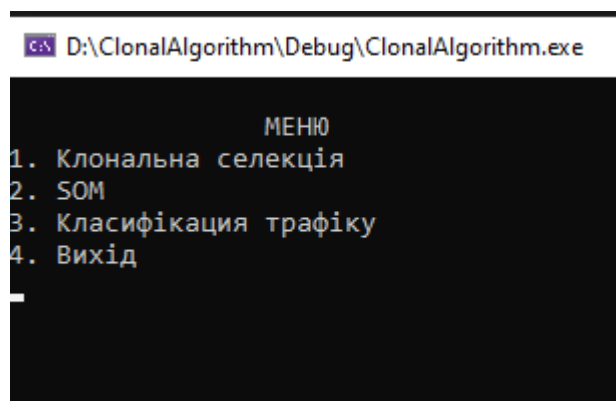 D:\ClonalAlgorithm\Debug\ClonalAlgorithm.exe
МЕНЮ
1. Клональна селекція
2. SOM
3. Класифікация трафіку
4. Вихід